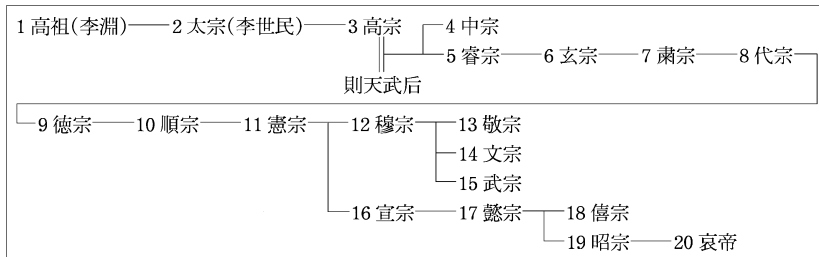 1 高祖(李淵) 2 太宗(李世民) 3 高宗 4 中宗
5 睿宗 6 玄宗 7 粛宗 8 代宗
則天武后
9 徳宗 10 順宗 11 憲宗 12 穆宗 13 敬宗
14 文宗
15 武宗
16 宣宗 17 懿宗 18 僖宗
19 昭宗 20 哀帝